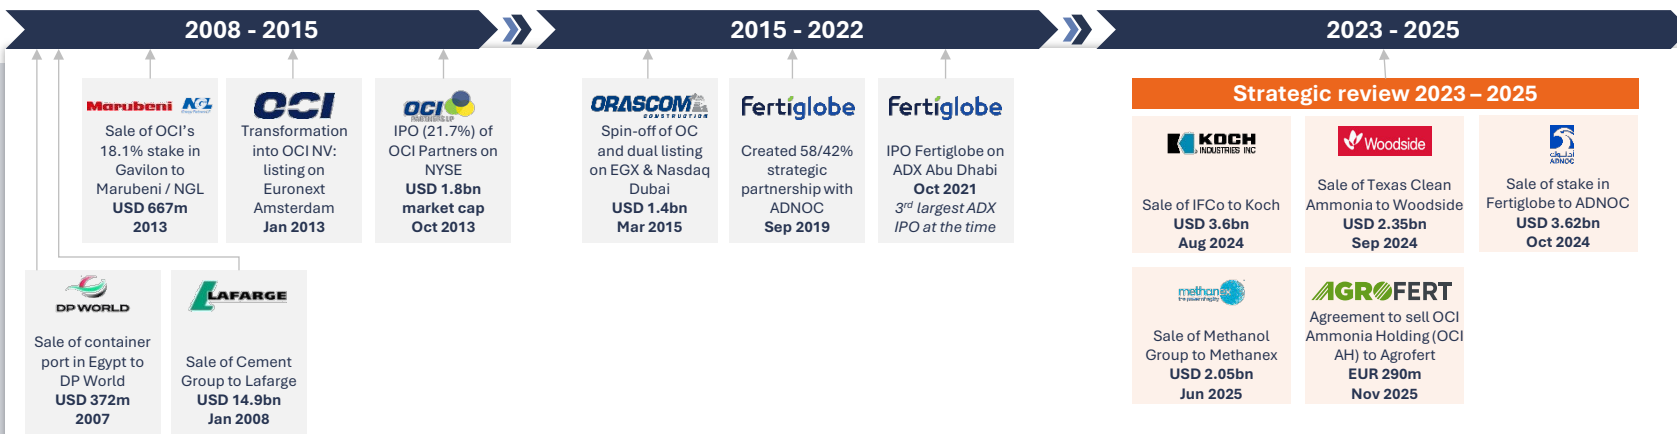 2008 - 2015
2015 - 2022
2023 - 2025
Marubeni NGL
Sale of OCI's
18.1% stake in
Gavilon to
Marubeni / NGL
USD 667m
2013
OCI
Transformation
into OCI NV:
listing on
Euronext
Amsterdam
Jan 2013
OCI
PARTNERS LP
IPO (21.7%) of
OCI Partners on
NYSE
USD 1.8bn
market cap
Oct 2013
DP WORLD
Sale of container
port in Egypt to
DP World
USD 372m
2007
LAFARGE
Sale of Cement
Group to Lafarge
USD 14.9bn
Jan 2008
ORASCOM
CONSTRUCTION
Spin-off of OC
and dual listing
on EGX & Nasdaq
Dubai
USD 1.4bn
Mar 2015
Fertiglobe
Created 58/42%
strategic
partnership with
ADNOC
Sep 2019
Fertiglobe
IPO Fertiglobe on
ADX Abu Dhabi
Oct 2021
3rd largest ADX
IPO at the time
Strategic review 2023 – 2025
KOCH
INDUSTRIES INC
Sale of IFCo to Koch
USD 3.6bn
Aug 2024
Woodside
Sale of Texas Clean
Ammonia to Woodside
USD 2.35bn
Sep 2024
أدنوك
ADNOC
Sale of stake in
Fertiglobe to ADNOC
USD 3.62bn
Oct 2024
methanex
Sale of Methanol
Group to Methanex
USD 2.05bn
Jun 2025
AGROFERT
Agreement to sell OCI
Ammonia Holding (OCI
AH) to Agrofert
EUR 290m
Nov 2025